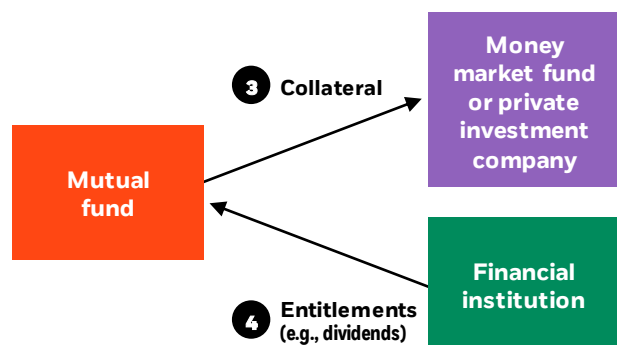 Money
market fund
or private
investment
company
3 Collateral
Mutual
fund
Financial
institution
4 Entitlements
(e.g., dividends)